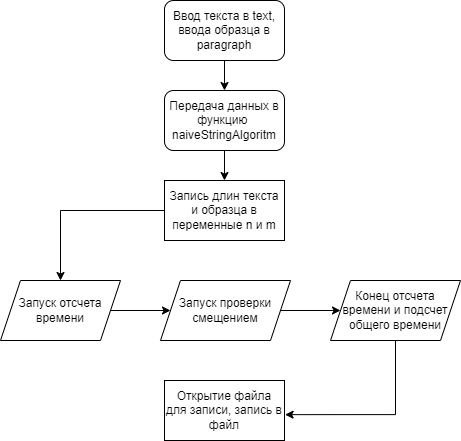 Ввод текста в text,
ввода образца в
paragraph
Передача данных в
функцию
naiveStringAlgoritm
Запись длин текста
и образца в
переменные n и m
Запуск отсчета
времени
Запуск проверки
смещением
Конец отсчета
времени и подсчет
общего времени
Открытие файла
для записи, запись в
файл